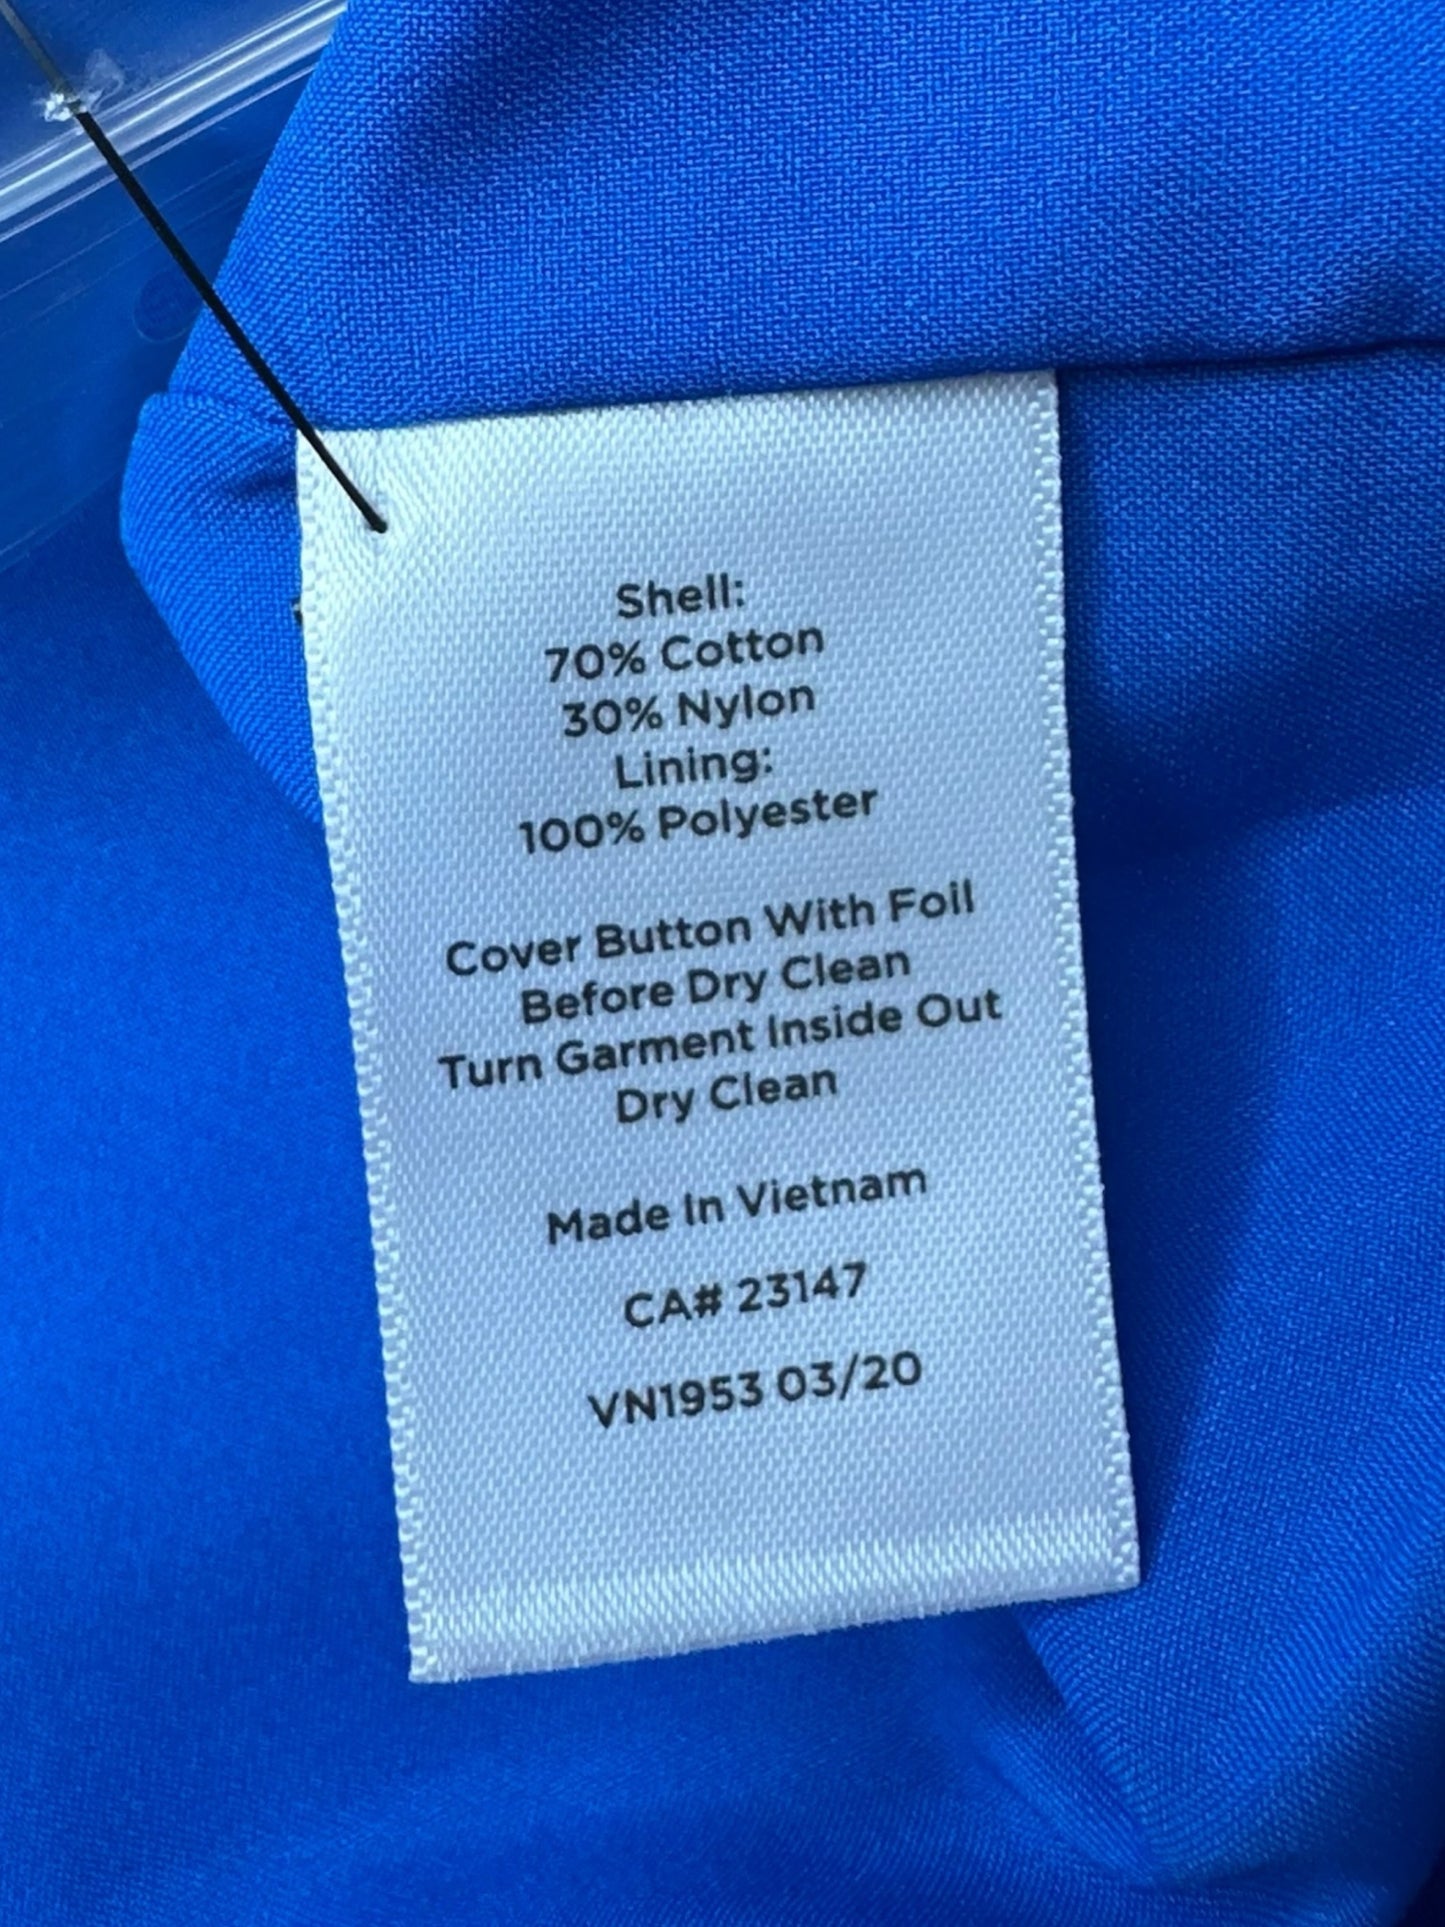 Shell:
70% Cotton
30% Nylon
Lining:
100% Polyester
Cover Button With Foil
Before Dry Clean
Turn Garment Inside Out
Dry Clean
Made In Vietnam
CA# 23147
VN1953 03/20